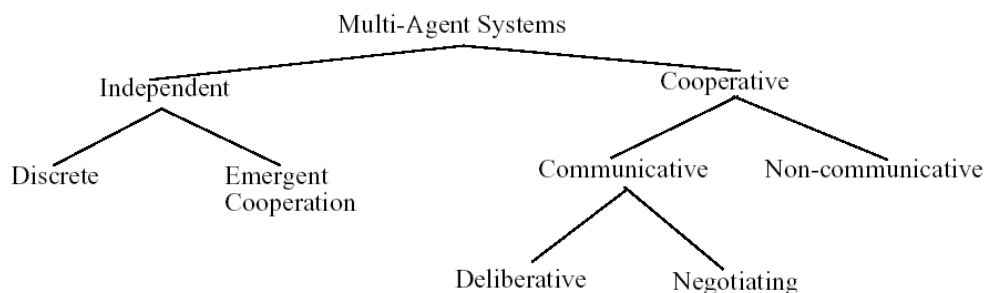 Multi-Agent Systems
Independent
Cooperative
Discrete
Emergent
Cooperation
Communicative
Non-communicative
Deliberative
Negotiating